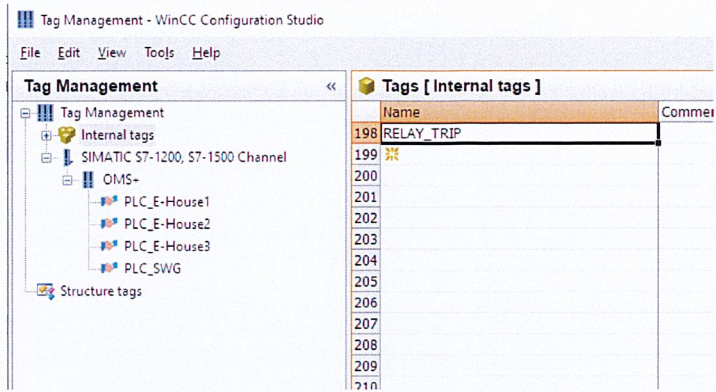 Tag Management - WinCC Configuration Studio
File Edit View Tools Help
Tag Management «
Tag Management
Internal tags
SIMATIC S7-1200, S7-1500 Channel
OMS+
PLC_E-House1
PLC_E-House2
PLC_E-House3
PLC_SWG
Structure tags
Tags [ Internal tags ]
Name Commer
198 RELAY_TRIP
199
200
201
202
203
204
205
206
207
208
209
210